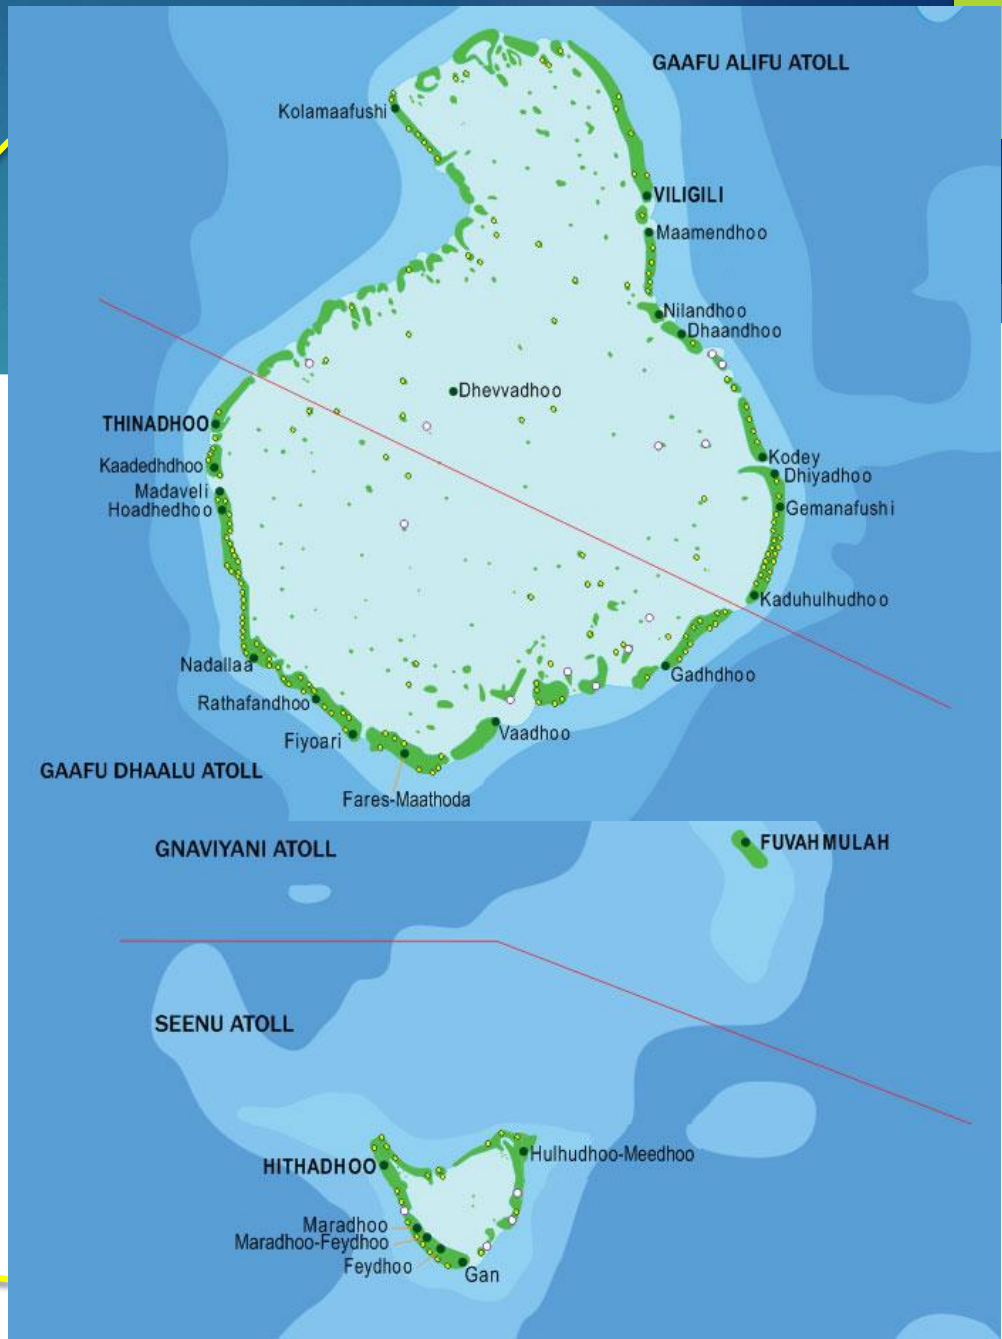 GAAFU ALIFU ATOLL
Kolamaafushi
VILIGILI
Maamendhoo
Nilandhoo
Dhaandhoo
Dhevvadhoo
THINADHOO
Kaadedhdhoo
Kodey
Dhiyadhoo
Madaveli
Hoadhedhoo
Gemanafushi
Kaduhulhudhoo
Nadallaa
Gadhdhoo
Rathafandhoo
Fiyoari
Vaadhoo
GAAFU DHAALU ATOLL
Fares-Maathoda
GNAVIYANI ATOLL
FUVAHMULAH
SEENU ATOLL
Hulhudhoo-Meedhoo
HITHADHOO
Maradhoo
Maradhoo-Feydhoo
Feydhoo
Gan